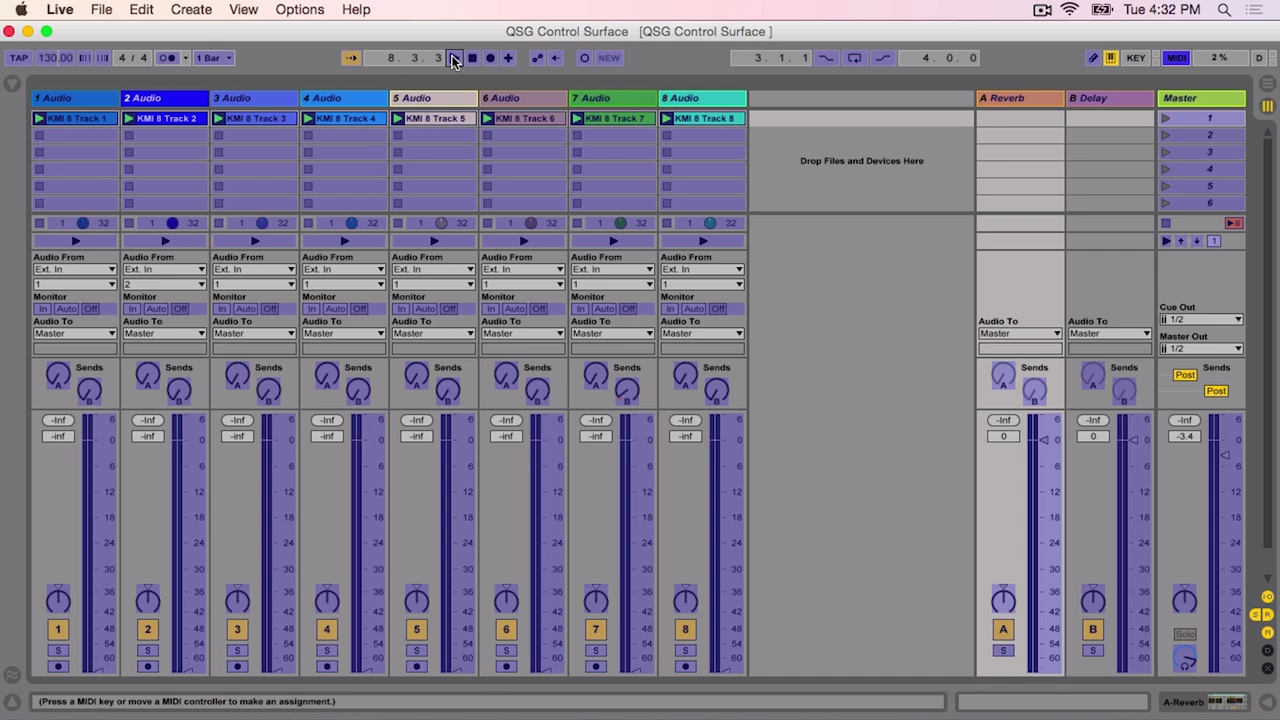 Live File Edit Create View Options Help Tue 4:32 PM
QSG Control Surface [QSG Control Surface ]
TAP 130.00 4 / 4 1 Bar 8 . 3 . 3 NEW 3 . 1 . 1 4 . 0 . 0 KEY MIDI 2 % D
1 Audio 2 Audio 3 Audio 4 Audio 5 Audio 6 Audio 7 Audio 8 Audio A Reverb B Delay Master
KMI 8 Track 1 KMI 8 Track 2 KMI 8 Track 3 KMI 8 Track 4 KMI 8 Track 5 KMI 8 Track 6 KMI 8 Track 7 KMI 8 Track 8 1
2
3
Drop Files and Devices Here
4
5
6
1 32 1 32 1 32 1 32 1 32 1 32 1 32 1 32
1
Audio From Audio From Audio From Audio From Audio From Audio From Audio From Audio From
Ext. In Ext. In Ext. In Ext. In Ext. In Ext. In Ext. In Ext. In
1 2 1 1 1 1 1 1
Monitor Monitor Monitor Monitor Monitor Monitor Monitor Monitor
In Auto Off In Auto Off In Auto Off In Auto Off In Auto Off In Auto Off In Auto Off In Auto Off
Cue Out
1/2
Audio To Audio To Audio To Audio To Audio To Audio To Audio To Audio To Audio To Audio To
Master Master Master Master Master Master Master Master Master Master
Master Out
1/2
Sends Sends Sends Sends Sends Sends Sends Sends Sends Sends Sends
A A A A A A A A A A Post
B B B B B B B B B B Post
-Inf 6 -Inf 6 -Inf 6 -Inf 6 -Inf 6 -Inf 6 -Inf 6 -Inf 6 -Inf 6 -Inf 6 -Inf 6
-inf 0 -inf 0 -inf 0 -inf 0 -inf 0 -inf 0 -inf 0 -inf 0 0 0 0 0 -3.4 0
6 6 6 6 6 6 6 6 6 6 6
12 12 12 12 12 12 12 12 12 12 12
18 18 18 18 18 18 18 18 18 18 18
24 24 24 24 24 24 24 24 24 24 24
30 30 30 30 30 30 30 30 30 30 30
36 36 36 36 36 36 36 36 36 36 36
42 42 42 42 42 42 42 42 42 42 42
1 48 2 48 3 48 4 48 5 48 6 48 7 48 8 48 A 48 B 48 48
Solo
S 54 S 54 S 54 S 54 S 54 S 54 S 54 S 54 S 54 S 54 54
60 60 60 60 60 60 60 60 60 60 60
(Press a MIDI key or move a MIDI controller to make an assignment.) A-Reverb